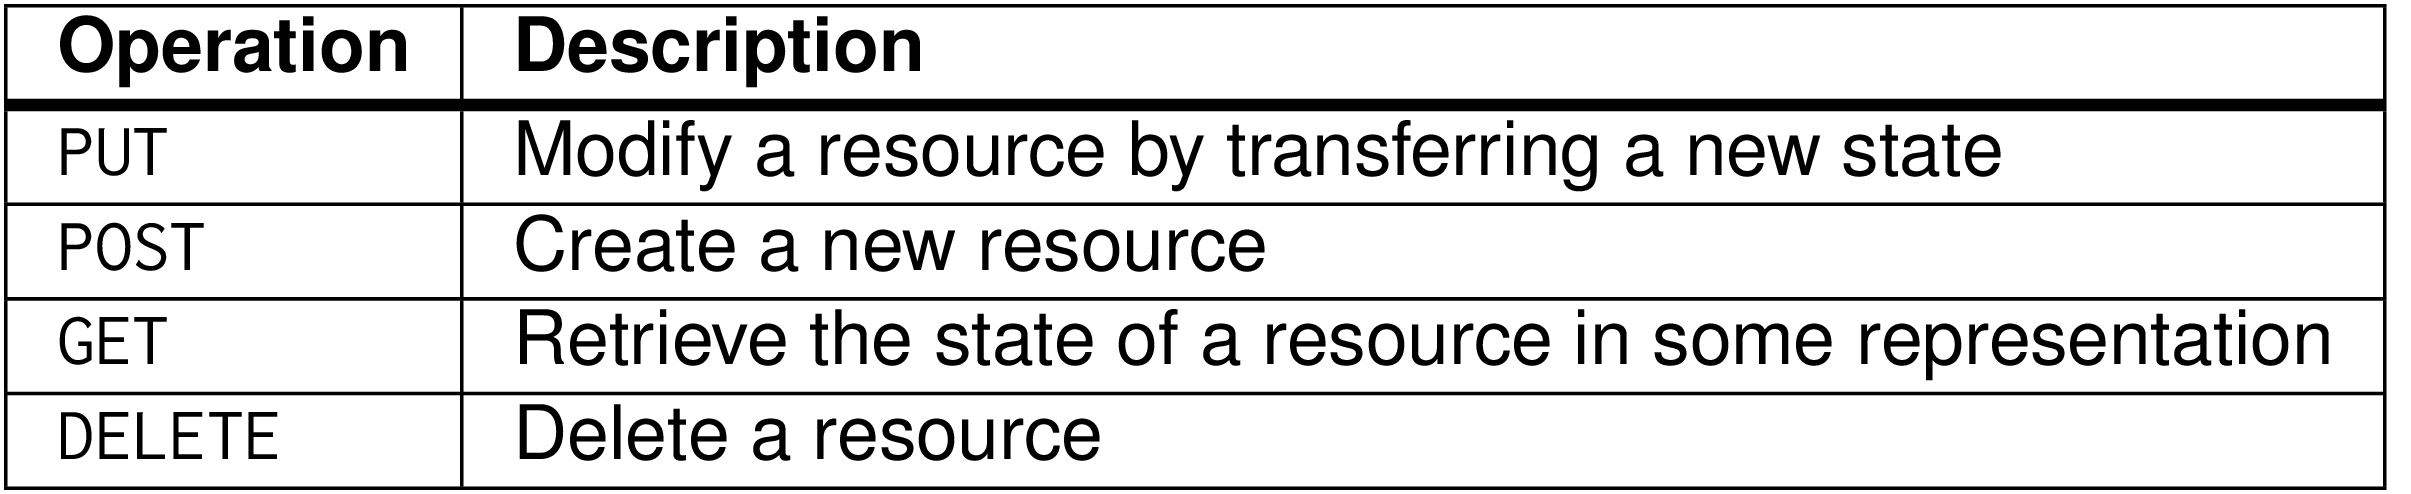 Operation Description
PUT Modify a resource by transferring a new state
POST Create a new resource
GET Retrieve the state of a resource in some representation
DELETE Delete a resource